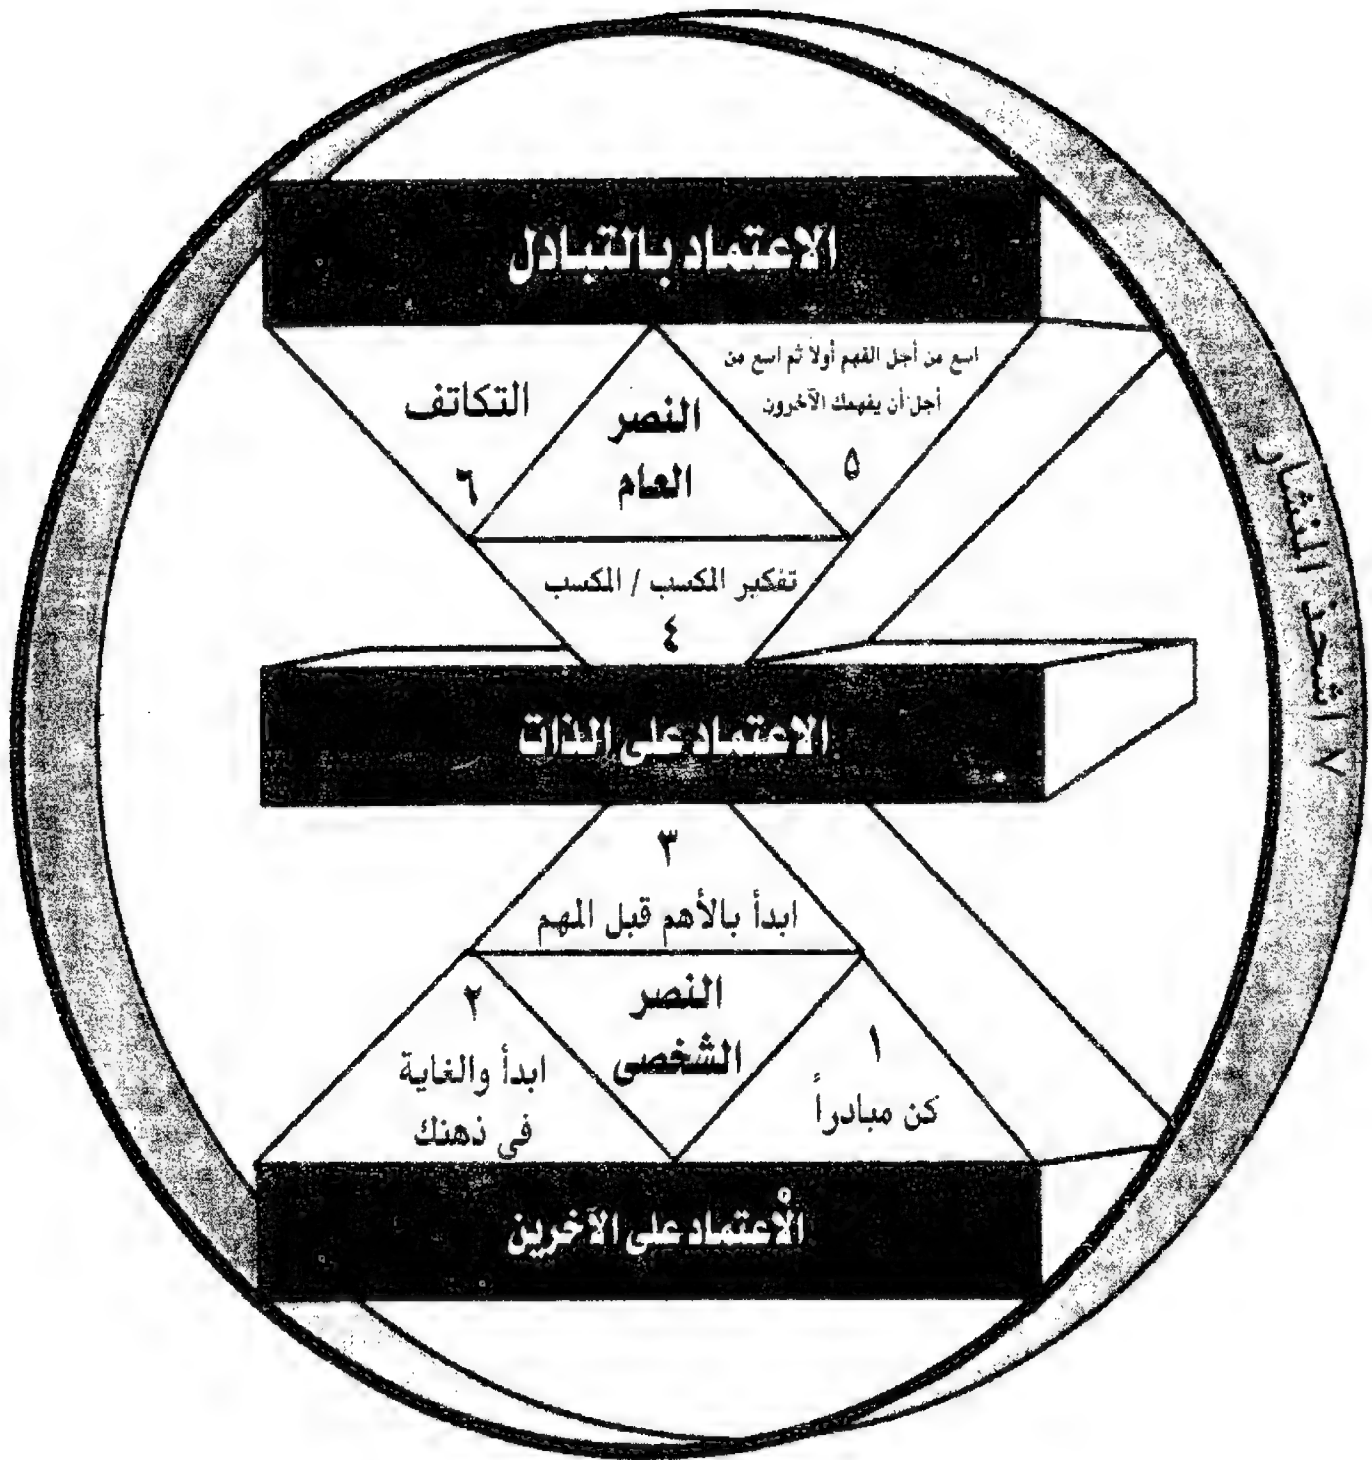 الاعتماد بالتبادل
اسع من أجل الفهم أولاً ثم اسع من
أجل أن يفهمك الآخرون
٥
النصر
العام
التكاتف
٦
تفكير المكسب / المكسب
٤
الاعتماد على الذات
٣
ابدأ بالأهم قبل المهم
النصر
الشخصى
١
كن مبادراً
٢
ابدأ والغاية
فى ذهنك
الاعتماد على الآخرين
٧ اشحذ المنشار